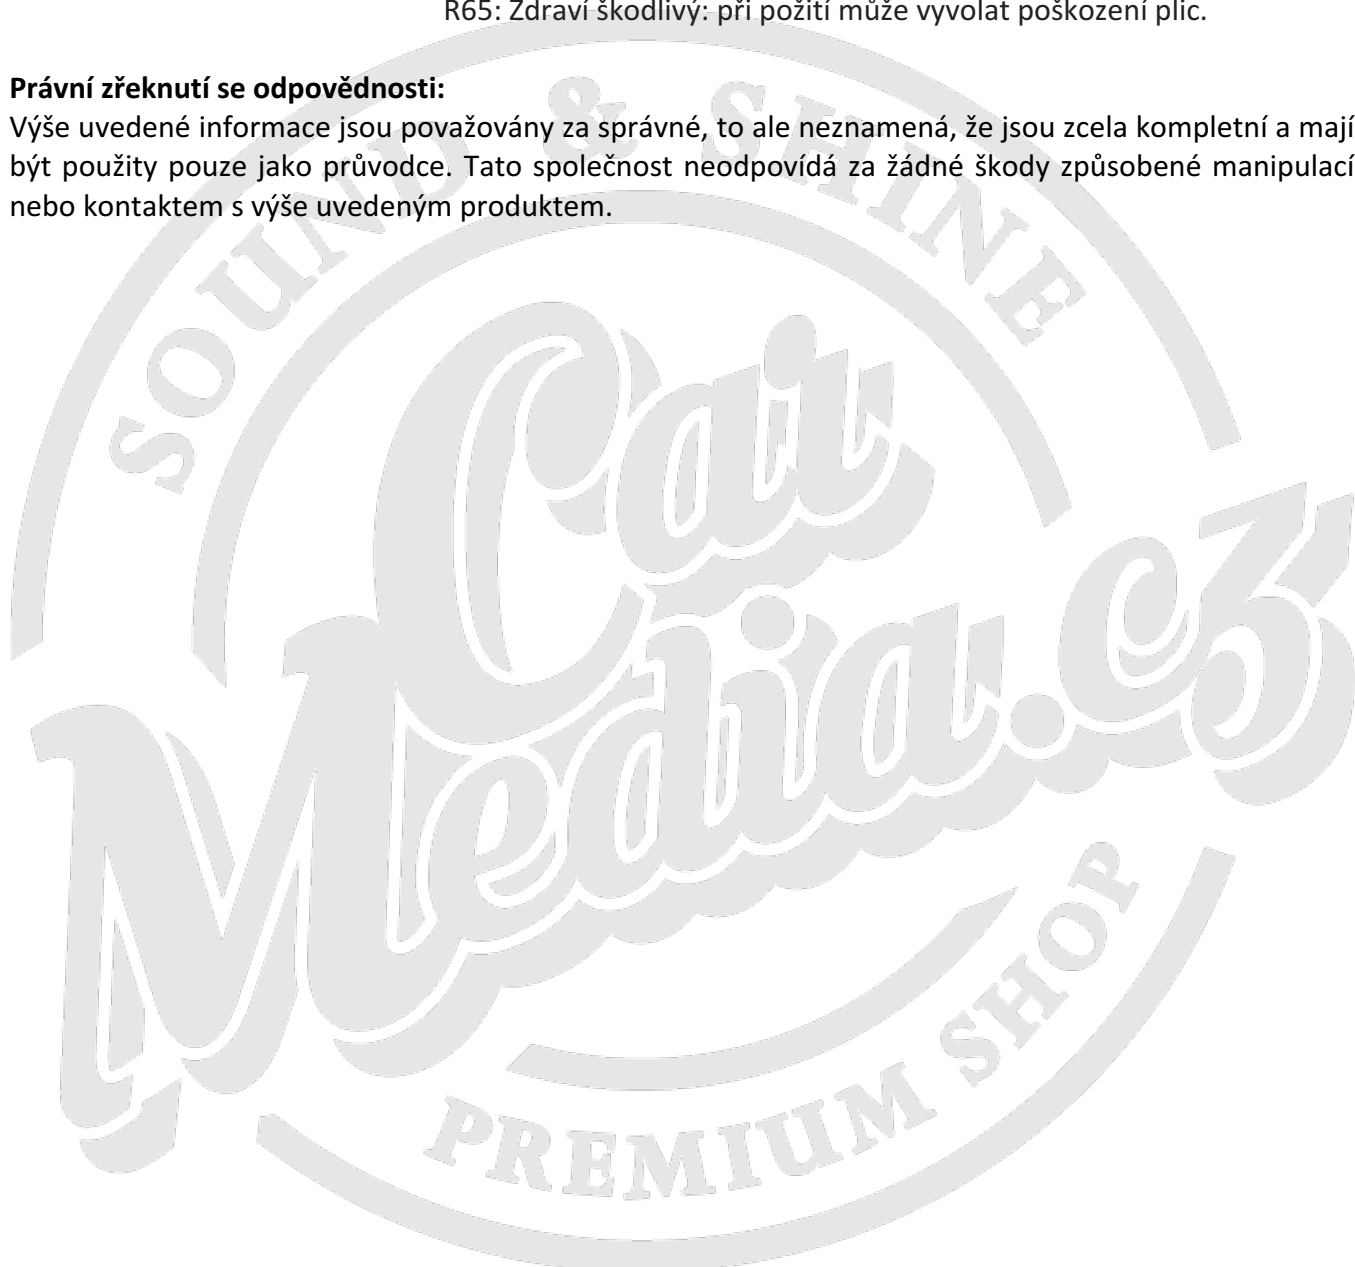 R65: Zdraví škodlivý: při požití může vyvolat poškození plic.
Právní zřeknutí se odpovědnosti:
Výše uvedené informace jsou považovány za správné, to ale neznamená, že jsou zcela kompletní a mají
být použity pouze jako průvodce. Tato společnost neodpovídá za žádné škody způsobené manipulací
nebo kontaktem s výše uvedeným produktem.
SOUND & SHINE
Car
Media.cz
PREMIUM SHOP